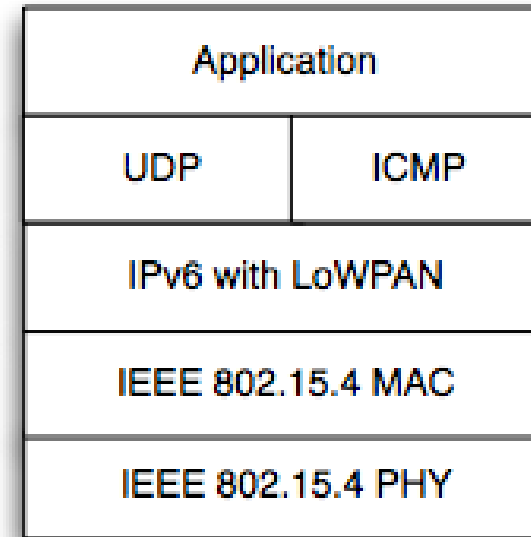 Application
UDP ICMP
IPv6 with LoWPAN
IEEE 802.15.4 MAC
IEEE 802.15.4 PHY